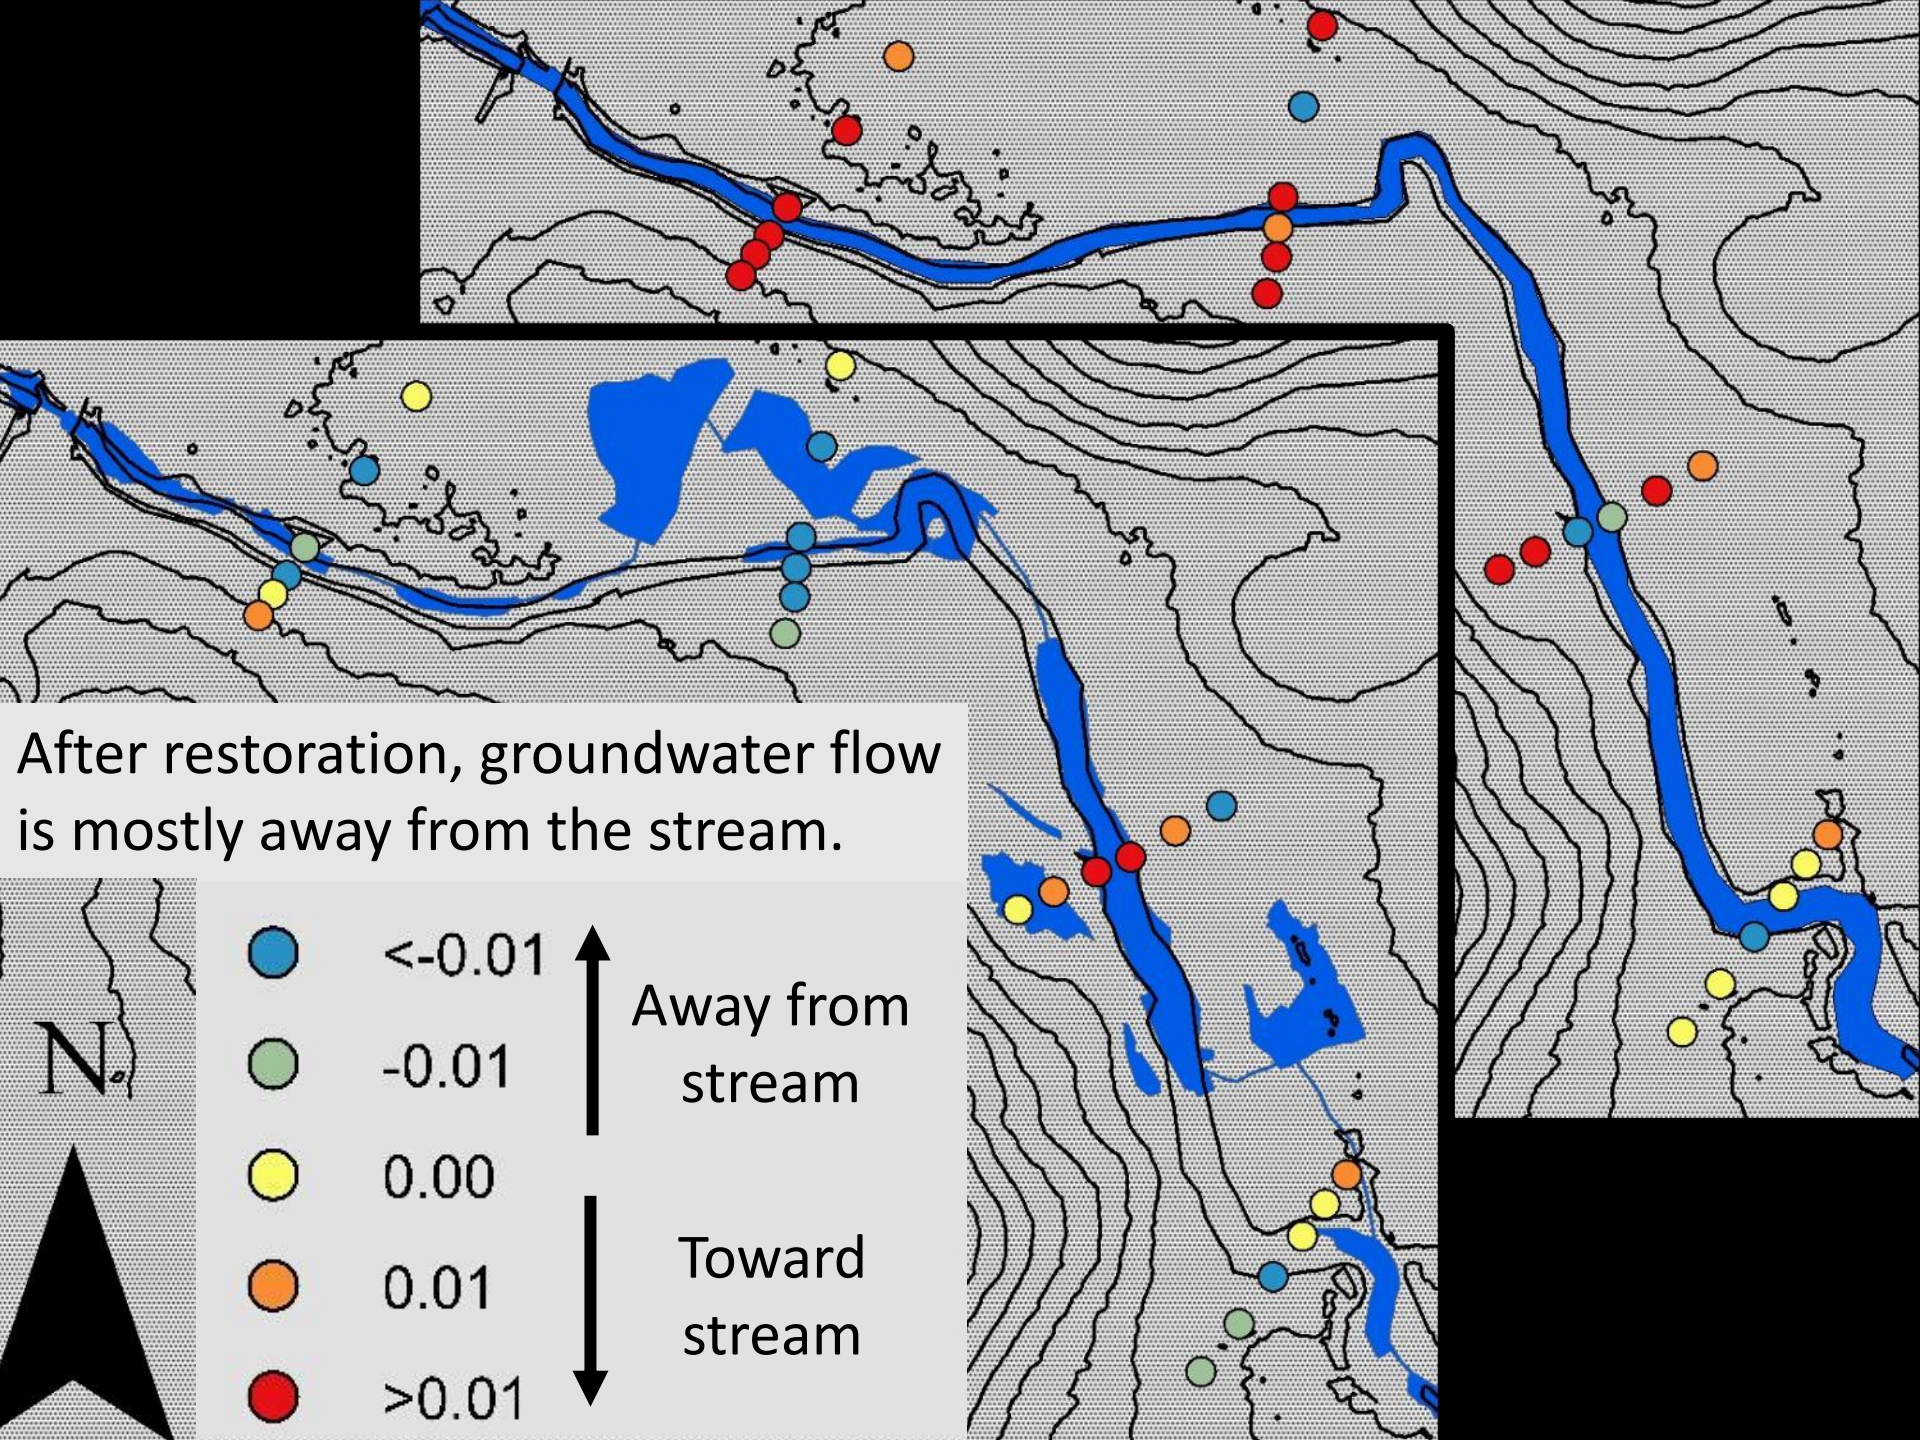 After restoration, groundwater flow
is mostly away from the stream.
<-0.01
-0.01
0.00
0.01
>0.01
Away from
stream
Toward
stream
N